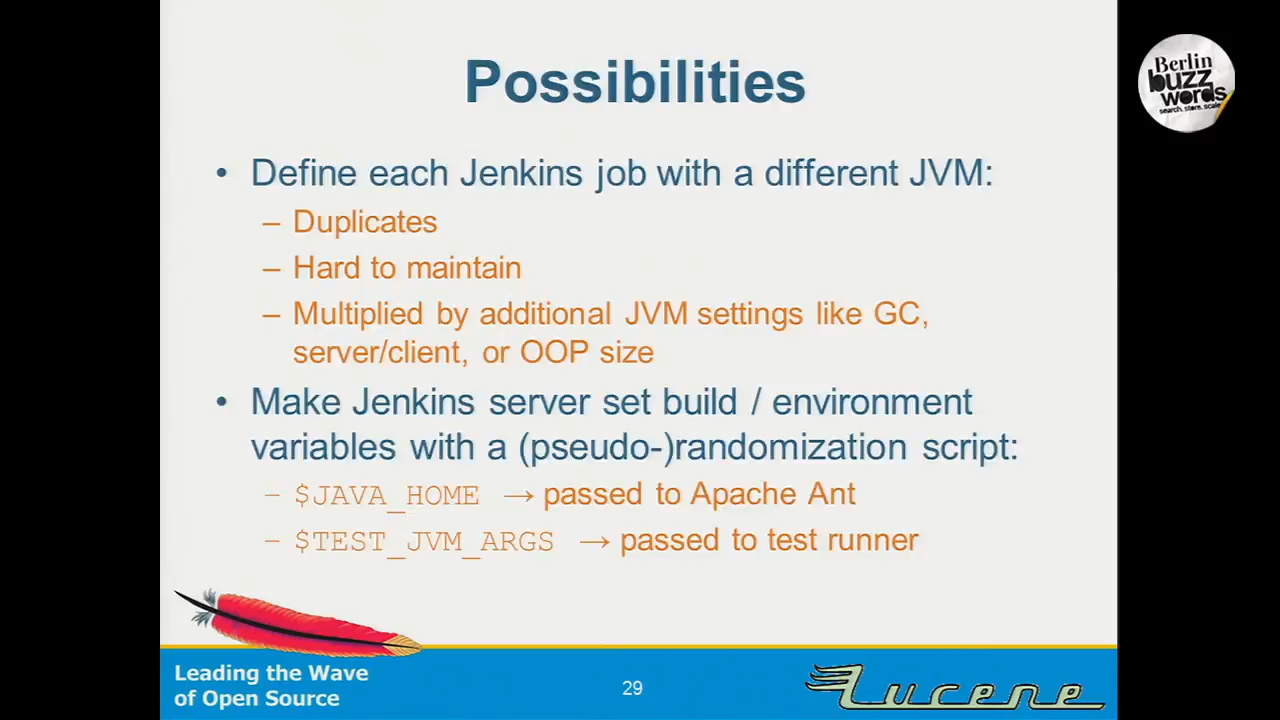 Possibilities
Berlin
buzz
words
search. store. scale.
• Define each Jenkins job with a different JVM:
– Duplicates
– Hard to maintain
– Multiplied by additional JVM settings like GC,
server/client, or OOP size
• Make Jenkins server set build / environment
variables with a (pseudo-)randomization script:
– $JAVA_HOME → passed to Apache Ant
– $TEST_JVM_ARGS → passed to test runner
Leading the Wave
of Open Source
29
Lucene